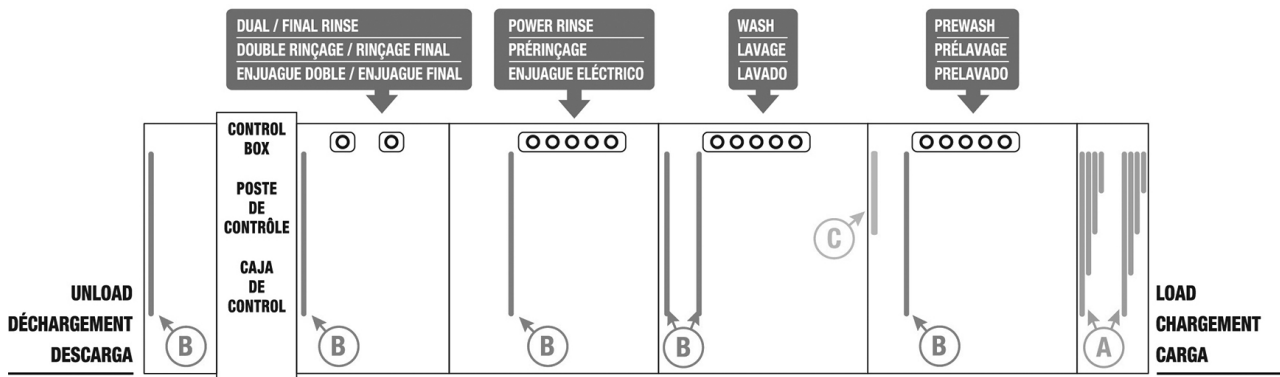 DUAL / FINAL RINSE
DOUBLE RINÇAGE / RINÇAGE FINAL
ENJUAGUE DOBLE / ENJUAGUE FINAL
POWER RINSE
PRÉRINÇAGE
ENJUAGUE ELÉCTRICO
WASH
LAVAGE
LAVADO
PREWASH
PRÉLAVAGE
PRELAVADO
CONTROL
BOX
POSTE
DE
CONTRÔLE
CAJA
DE
CONTROL
UNLOAD
DÉCHARGEMENT
DESCARGA
B
B
B
B
C
B
A
LOAD
CHARGEMENT
CARGA